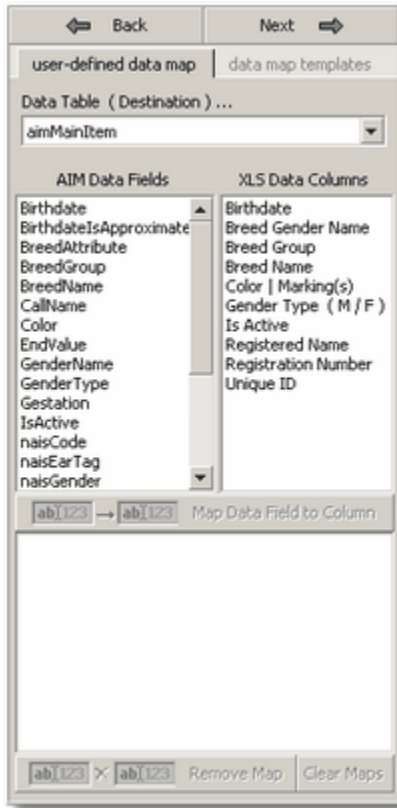 Back Next
user-defined data map data map templates
Data Table ( Destination ) ...
aimMainItem
AIM Data Fields
Birthdate
BirthdateIsApproximate
BreedAttribute
BreedGroup
BreedName
CallName
Color
EndValue
GenderName
GenderType
Gestation
IsActive
naisCode
naisEarTag
naisGender
XLS Data Columns
Birthdate
Breed Gender Name
Breed Group
Breed Name
Color | Marking(s)
Gender Type ( M / F )
Is Active
Registered Name
Registration Number
Unique ID
ab|123 → ab|123 Map Data Field to Column
ab|123 × ab|123 Remove Map Clear Maps